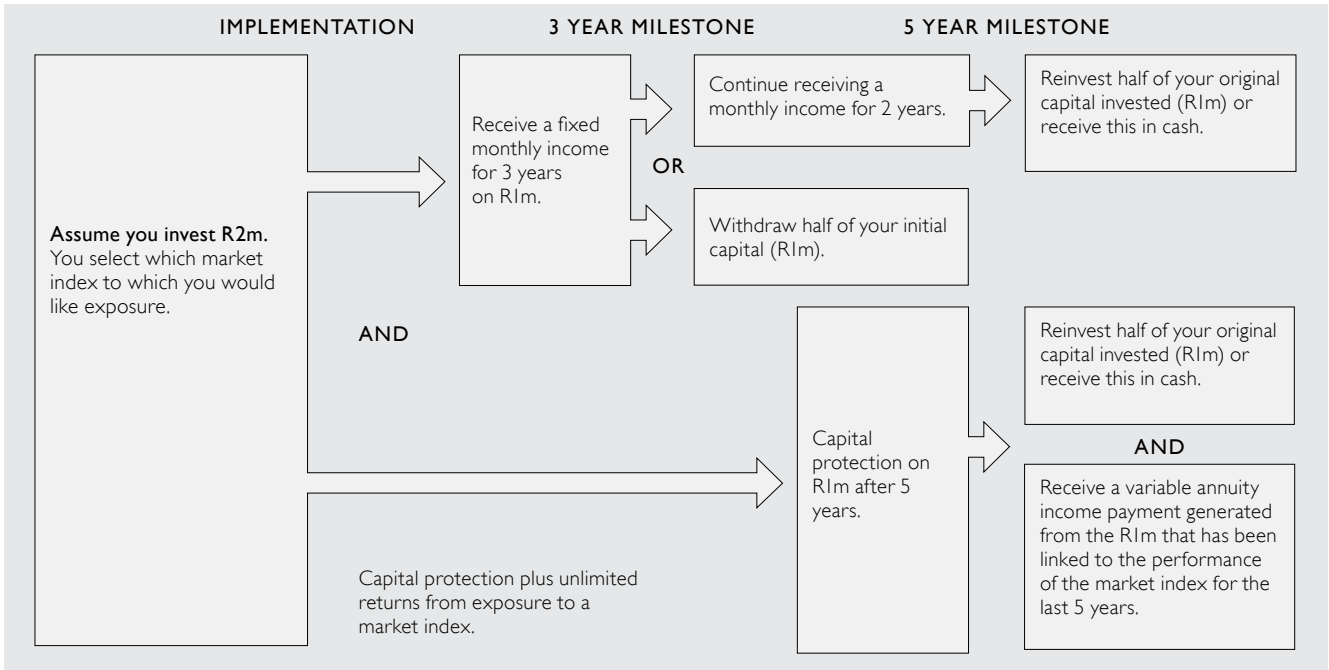 IMPLEMENTATION
3 YEAR MILESTONE
5 YEAR MILESTONE
Assume you invest R2m.
You select which market
index to which you would
like exposure.
Receive a fixed
monthly income
for 3 years
on R1m.
Continue receiving a
monthly income for 2 years.
OR
Withdraw half of your initial
capital (R1m).
Reinvest half of your original
capital invested (R1m) or
receive this in cash.
AND
Capital protection plus unlimited
returns from exposure to a
market index.
Capital
protection on
R1m after 5
years.
Reinvest half of your original
capital invested (R1m) or
receive this in cash.
AND
Receive a variable annuity
income payment generated
from the R1m that has been
linked to the performance
of the market index for the
last 5 years.